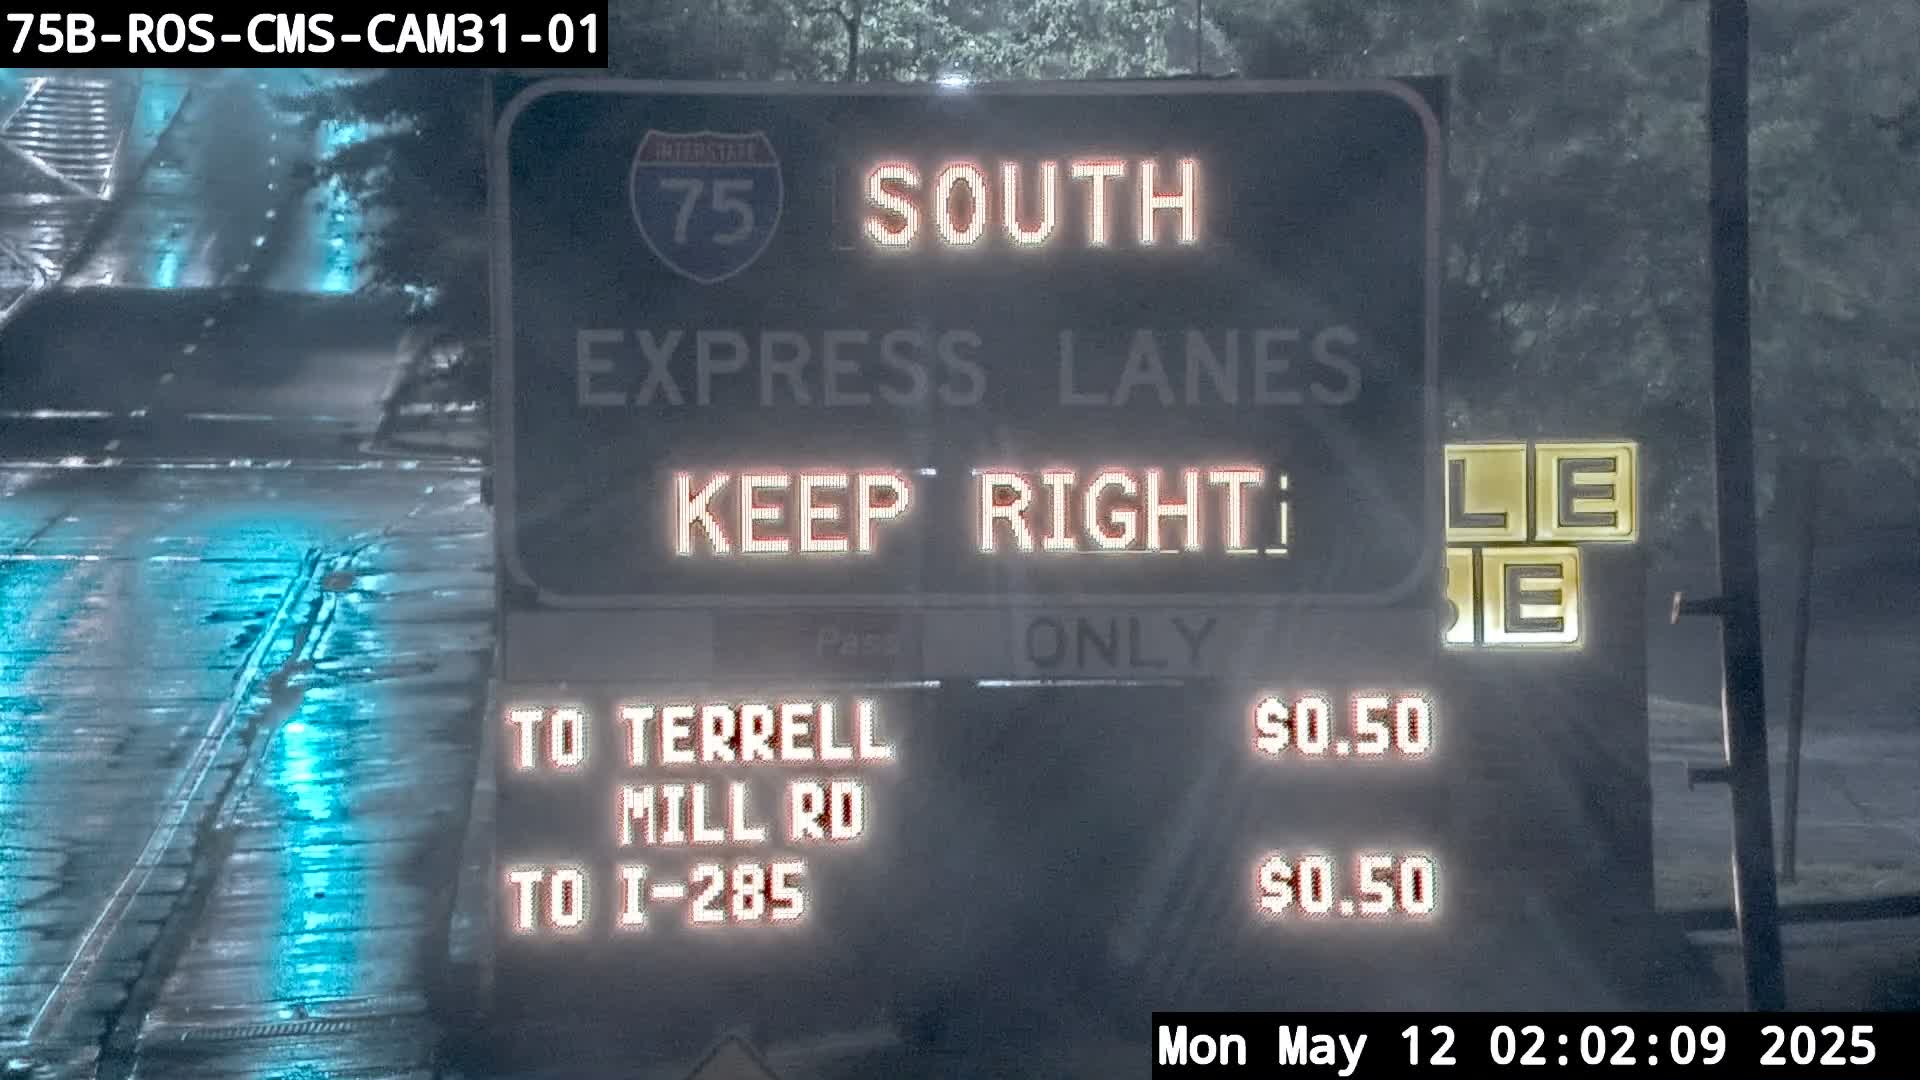 75B-ROS-CMS-CAM31-01
INTERSTATE
75
SOUTH
EXPRESS LANES
KEEP RIGHT
LE
E
Pass ONLY
TO TERRELL $0.50
MILL RD
TO I-285 $0.50
Mon May 12 02:02:09 2025